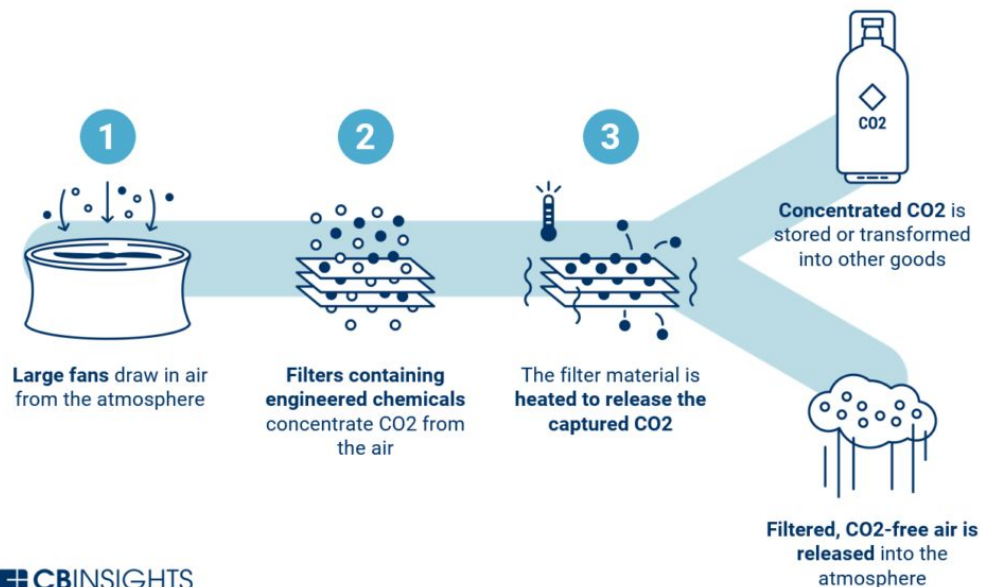 1
Large fans draw in air
from the atmosphere
2
Filters containing
engineered chemicals
concentrate CO2 from
the air
3
The filter material is
heated to release the
captured CO2
CO2
Concentrated CO2 is
stored or transformed
into other goods
Filtered, CO2-free air is
released into the
atmosphere
CBINSIGHTS